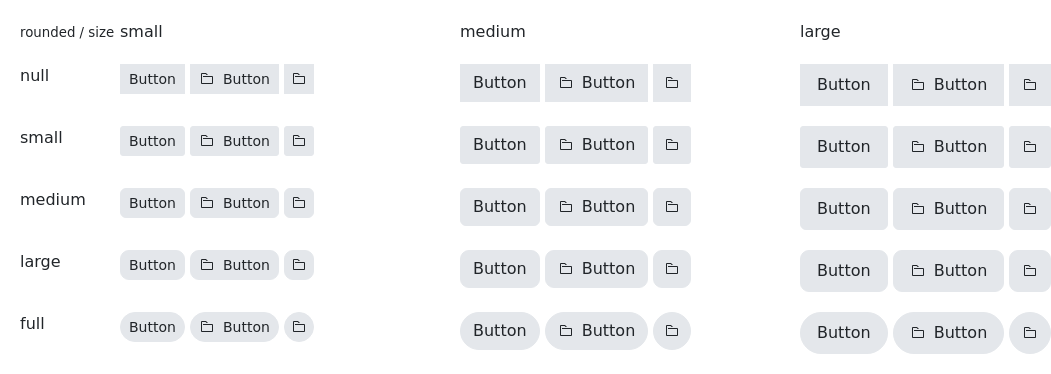 rounded / size small medium large
null Button Button Button Button Button Button
small Button Button Button Button Button Button
medium Button Button Button Button Button Button
large Button Button Button Button Button Button
full Button Button Button Button Button Button